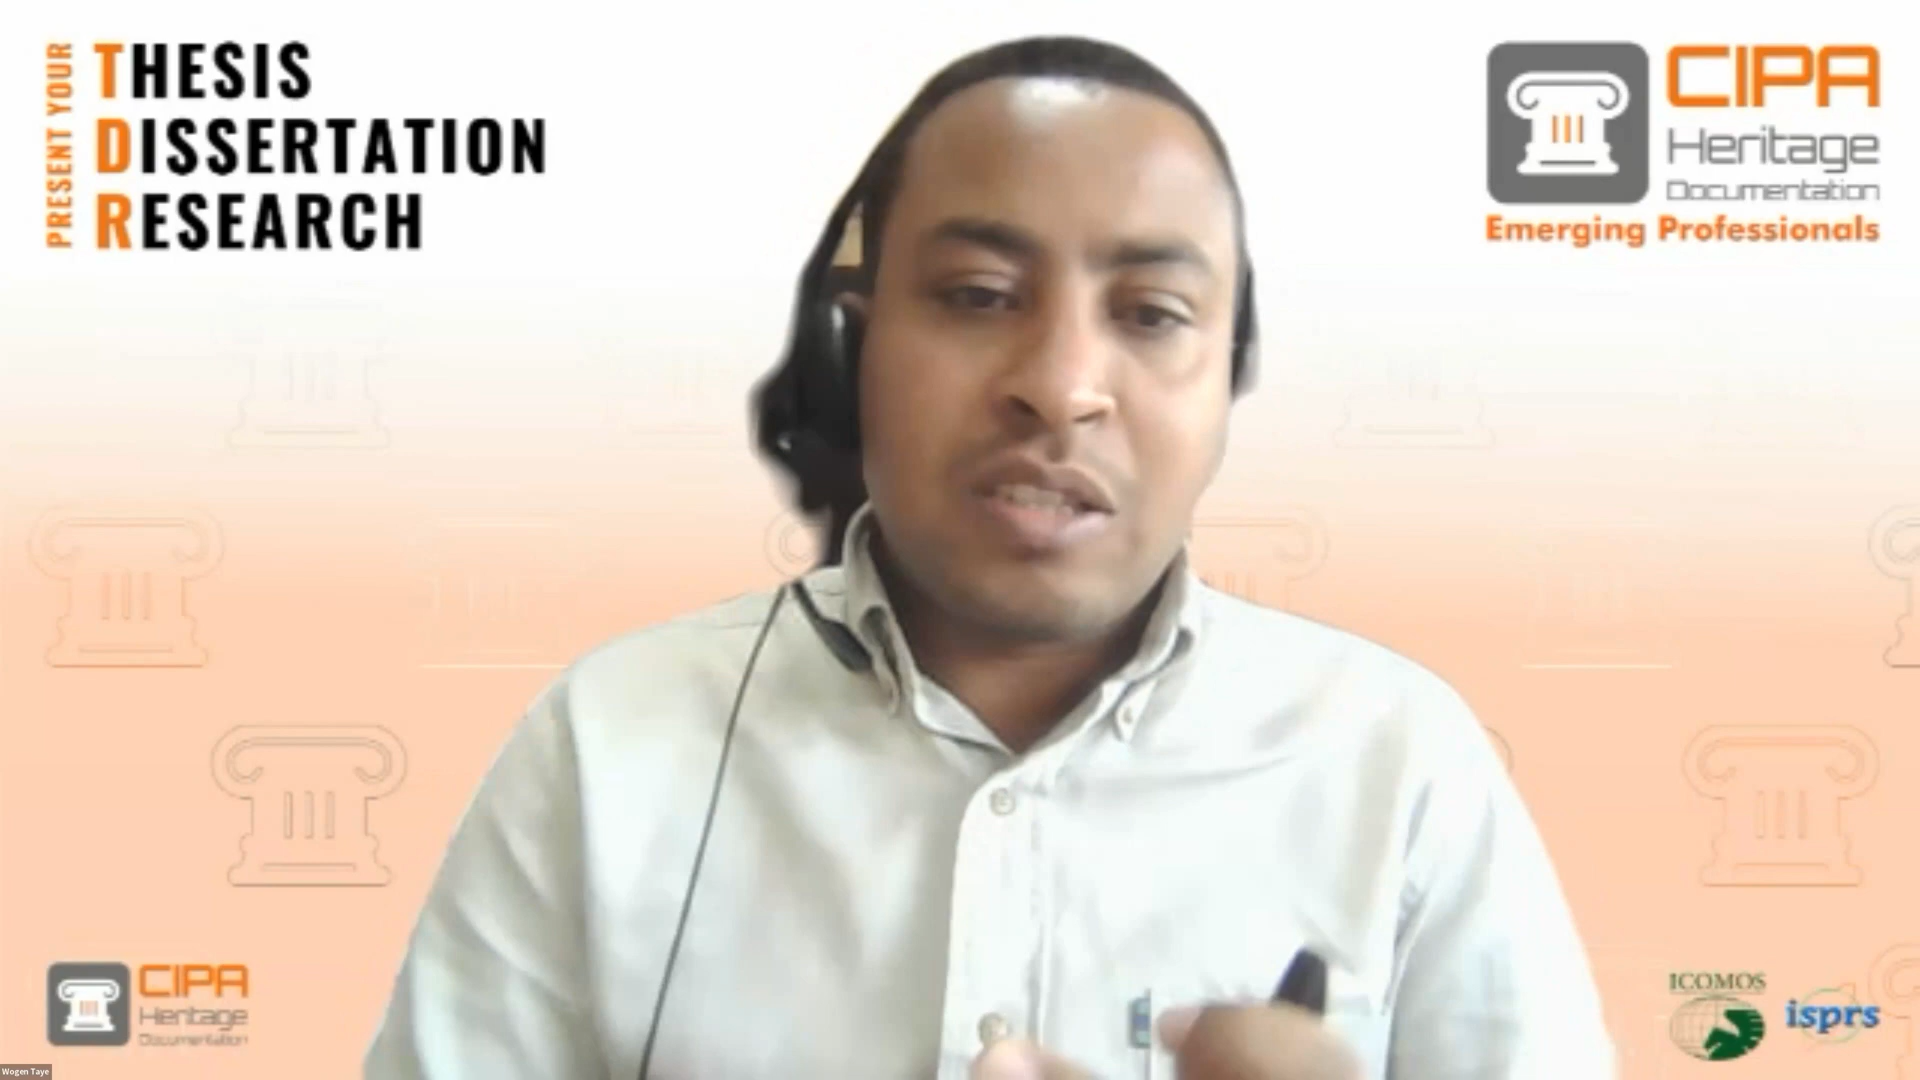 PRESENT YOUR
THESIS
DISSERTATION
RESEARCH
CIPA
Heritage
Documentation
Emerging Professionals
CIPA
Heritage
Documentation
ICOMOS
isprs
Wogen Taye